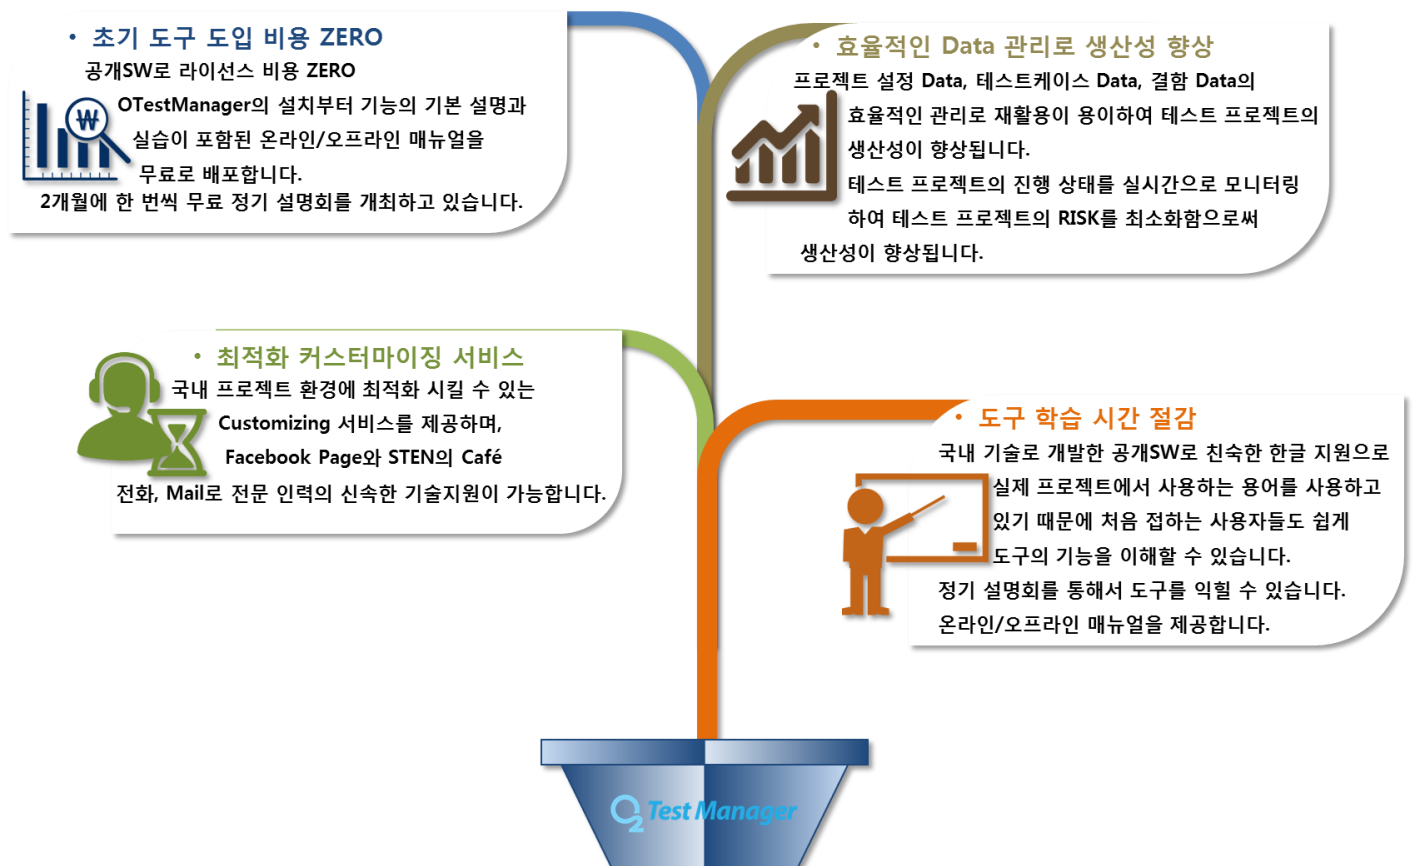 • 초기 도구 도입 비용 ZERO
공개SW로 라이선스 비용 ZERO
OTestManager의 설치부터 기능의 기본 설명과
실습이 포함된 온라인/오프라인 매뉴얼을
무료로 배포합니다.
2개월에 한 번씩 무료 정기 설명회를 개최하고 있습니다.
• 효율적인 Data 관리로 생산성 향상
프로젝트 설정 Data, 테스트케이스 Data, 결함 Data의
효율적인 관리로 재활용이 용이하여 테스트 프로젝트의
생산성이 향상됩니다.
테스트 프로젝트의 진행 상태를 실시간으로 모니터링
하여 테스트 프로젝트의 RISK를 최소화함으로써
생산성이 향상됩니다.
• 최적화 커스터마이징 서비스
국내 프로젝트 환경에 최적화 시킬 수 있는
Customizing 서비스를 제공하며,
Facebook Page와 STEN의 Café
전화, Mail로 전문 인력의 신속한 기술지원이 가능합니다.
• 도구 학습 시간 절감
국내 기술로 개발한 공개SW로 친숙한 한글 지원으로
실제 프로젝트에서 사용하는 용어를 사용하고
있기 때문에 처음 접하는 사용자들도 쉽게
도구의 기능을 이해할 수 있습니다.
정기 설명회를 통해서 도구를 익힐 수 있습니다.
온라인/오프라인 매뉴얼을 제공합니다.
O2 Test Manager